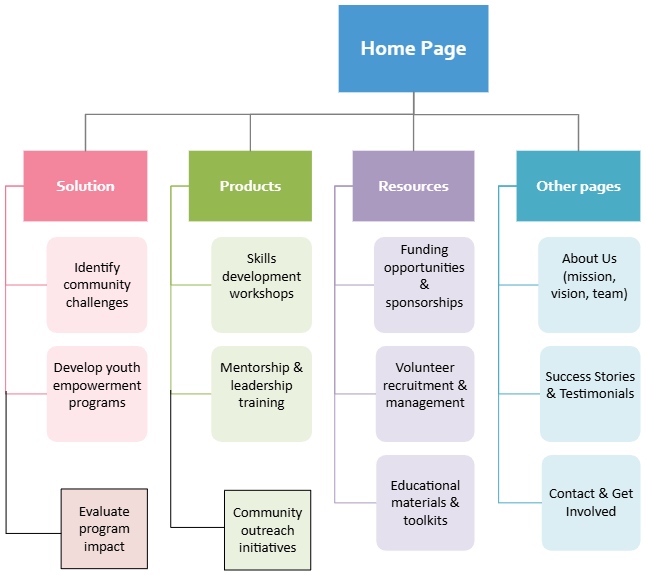 Home Page
Solution
Identify
community
challenges
Develop youth
empowerment
programs
Evaluate
program
impact
Products
Skills
development
workshops
Mentorship &
leadership
training
Community
outreach
initiatives
Resources
Funding
opportunities
&
sponsorships
Volunteer
recruitment &
management
Educational
materials &
toolkits
Other pages
About Us
(mission,
vision, team)
Success Stories
& Testimonials
Contact & Get
Involved